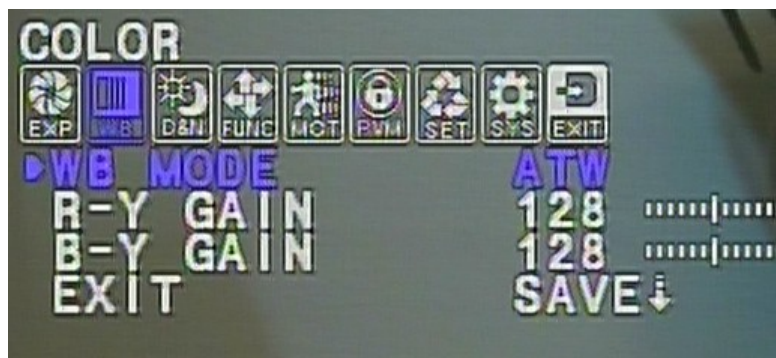 COLOR
EXP WB D&N FUNC MOT PVM SET SYS EXIT
WB MODE ATW
R-Y GAIN 128
B-Y GAIN 128
EXIT SAVE↓